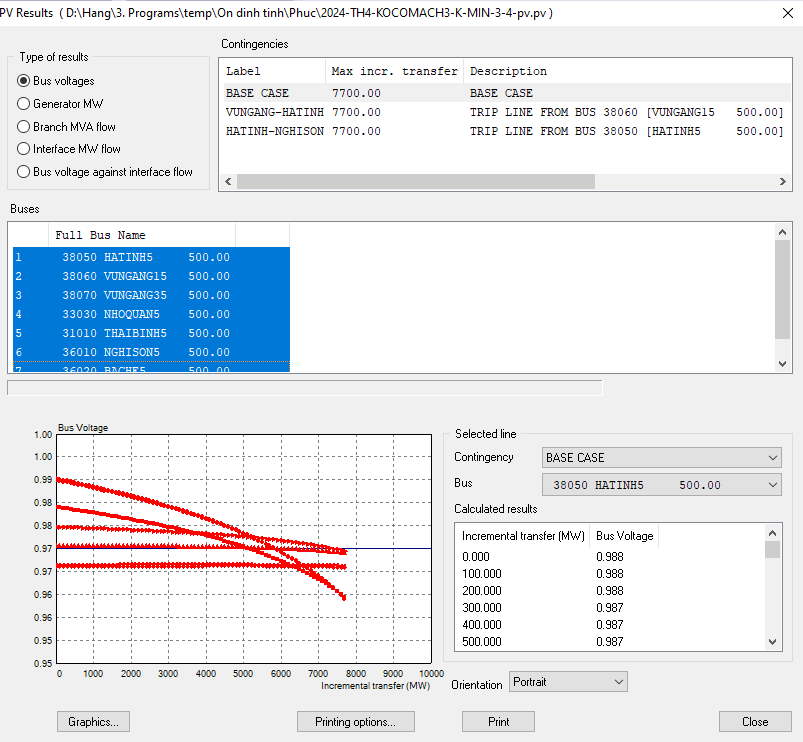 PV Results ( D:\Hang\3. Programs\temp\On dinh tinh\Phuc\2024-TH4-KOCOMACH3-K-MIN-3-4-pv.pv )
Type of results
Bus voltages
Generator MW
Branch MVA flow
Interface MW flow
Bus voltage against interface flow
Contingencies
Label Max incr. transfer Description
BASE CASE 7700.00 BASE CASE
VUNGANG-HATINH 7700.00 TRIP LINE FROM BUS 38060 [VUNGANG15 500.00]
HATINH-NGHISON 7700.00 TRIP LINE FROM BUS 38050 [HATINH5 500.00]
Buses
Full Bus Name
1 38050 HATINH5 500.00
2 38060 VUNGANG15 500.00
3 38070 VUNGANG35 500.00
4 33030 NHOQUAN5 500.00
5 31010 THAIBINH5 500.00
6 36010 NGHISON5 500.00
7 36020 BACHE5 500.00
Bus Voltage
1.00
1.00
0.99
0.98
0.98
0.97
0.97
0.96
0.96
0.95
0.95
0 1000 2000 3000 4000 5000 6000 7000 8000 9000 10000
Incremental transfer (MW)
Selected line
Contingency BASE CASE
Bus 38050 HATINH5 500.00
Calculated results
Incremental transfer (MW) Bus Voltage
0.000 0.988
100.000 0.988
200.000 0.988
300.000 0.987
400.000 0.987
500.000 0.987
Orientation Portrait
Graphics... Printing options... Print Close